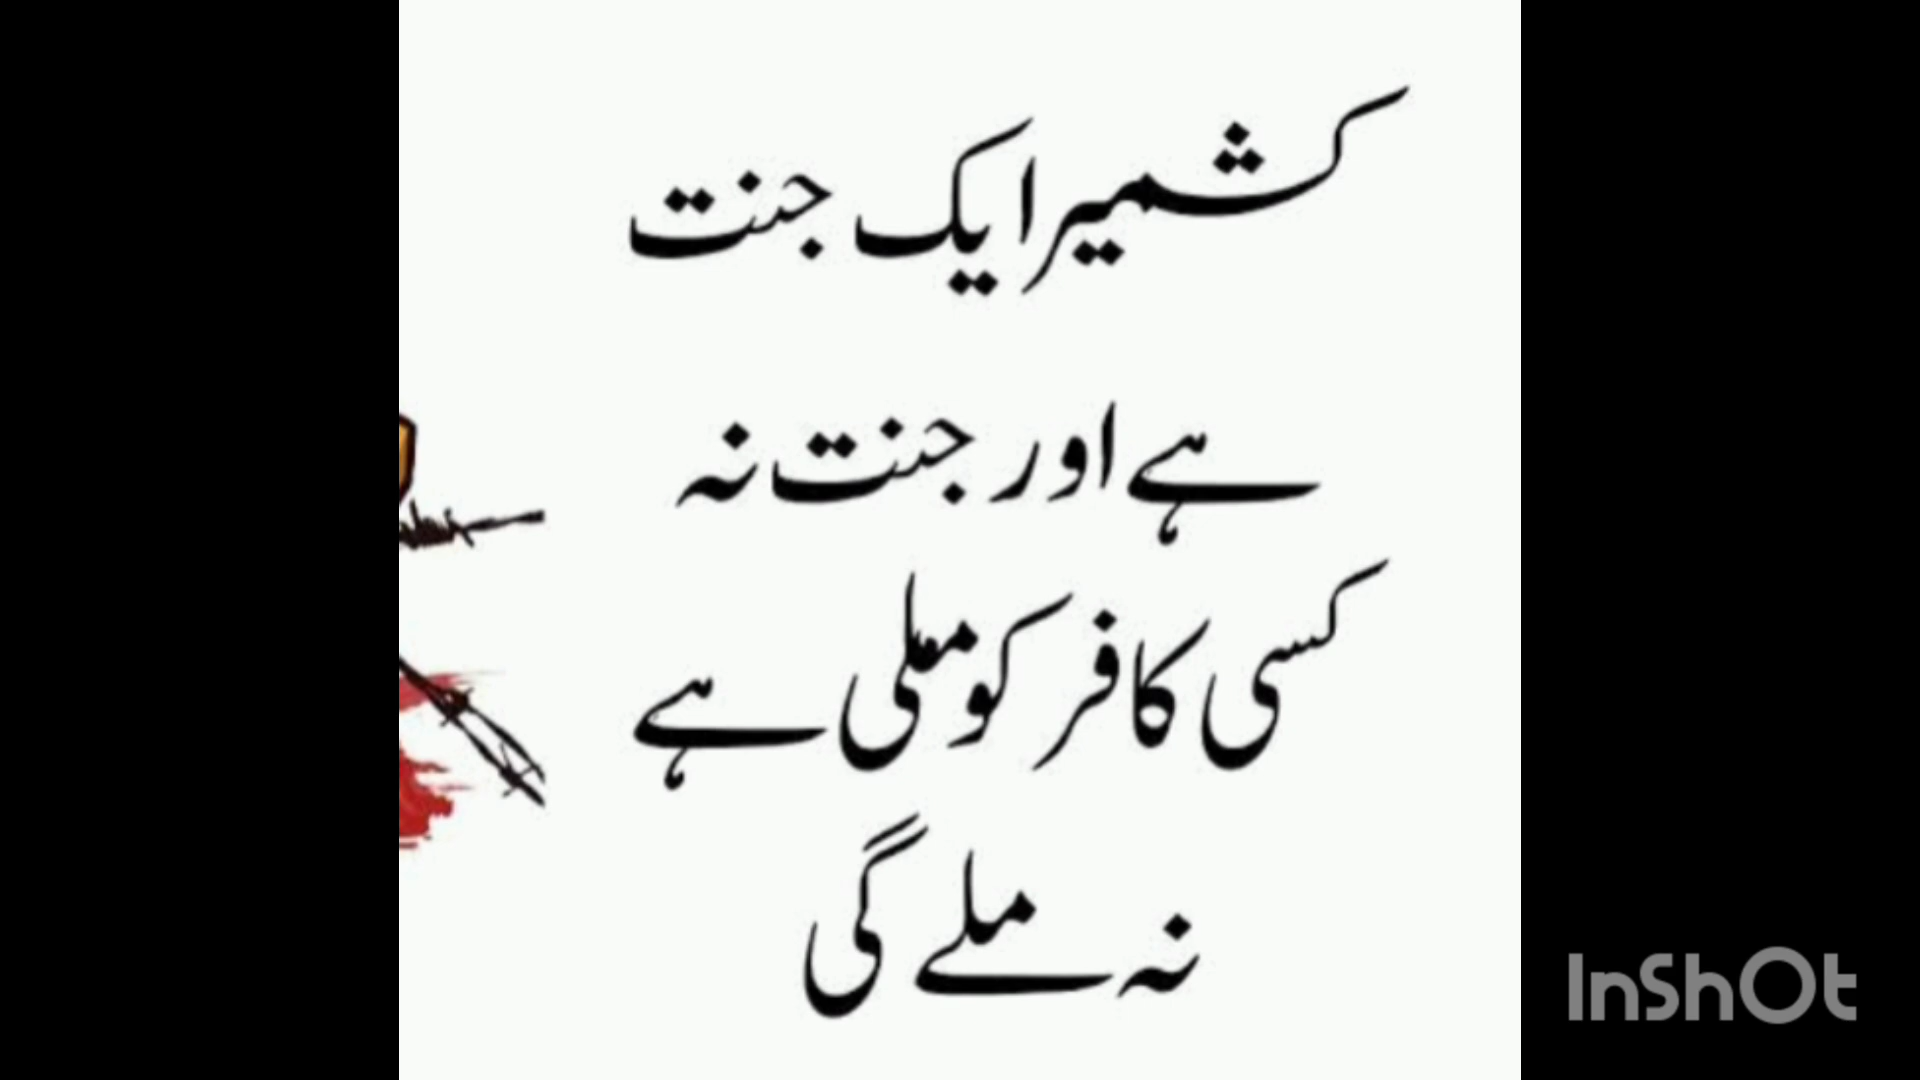 کشمیر ایک جنت
ہے اور جنت نہ
کسی کافر کو ملی ہے
نہ ملے گی
InShOt